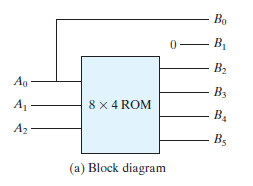 B₀
0 B₁
B₂
A₀ B₃
A₁ 8 × 4 ROM B₄
A₂ B₅
(a) Block diagram